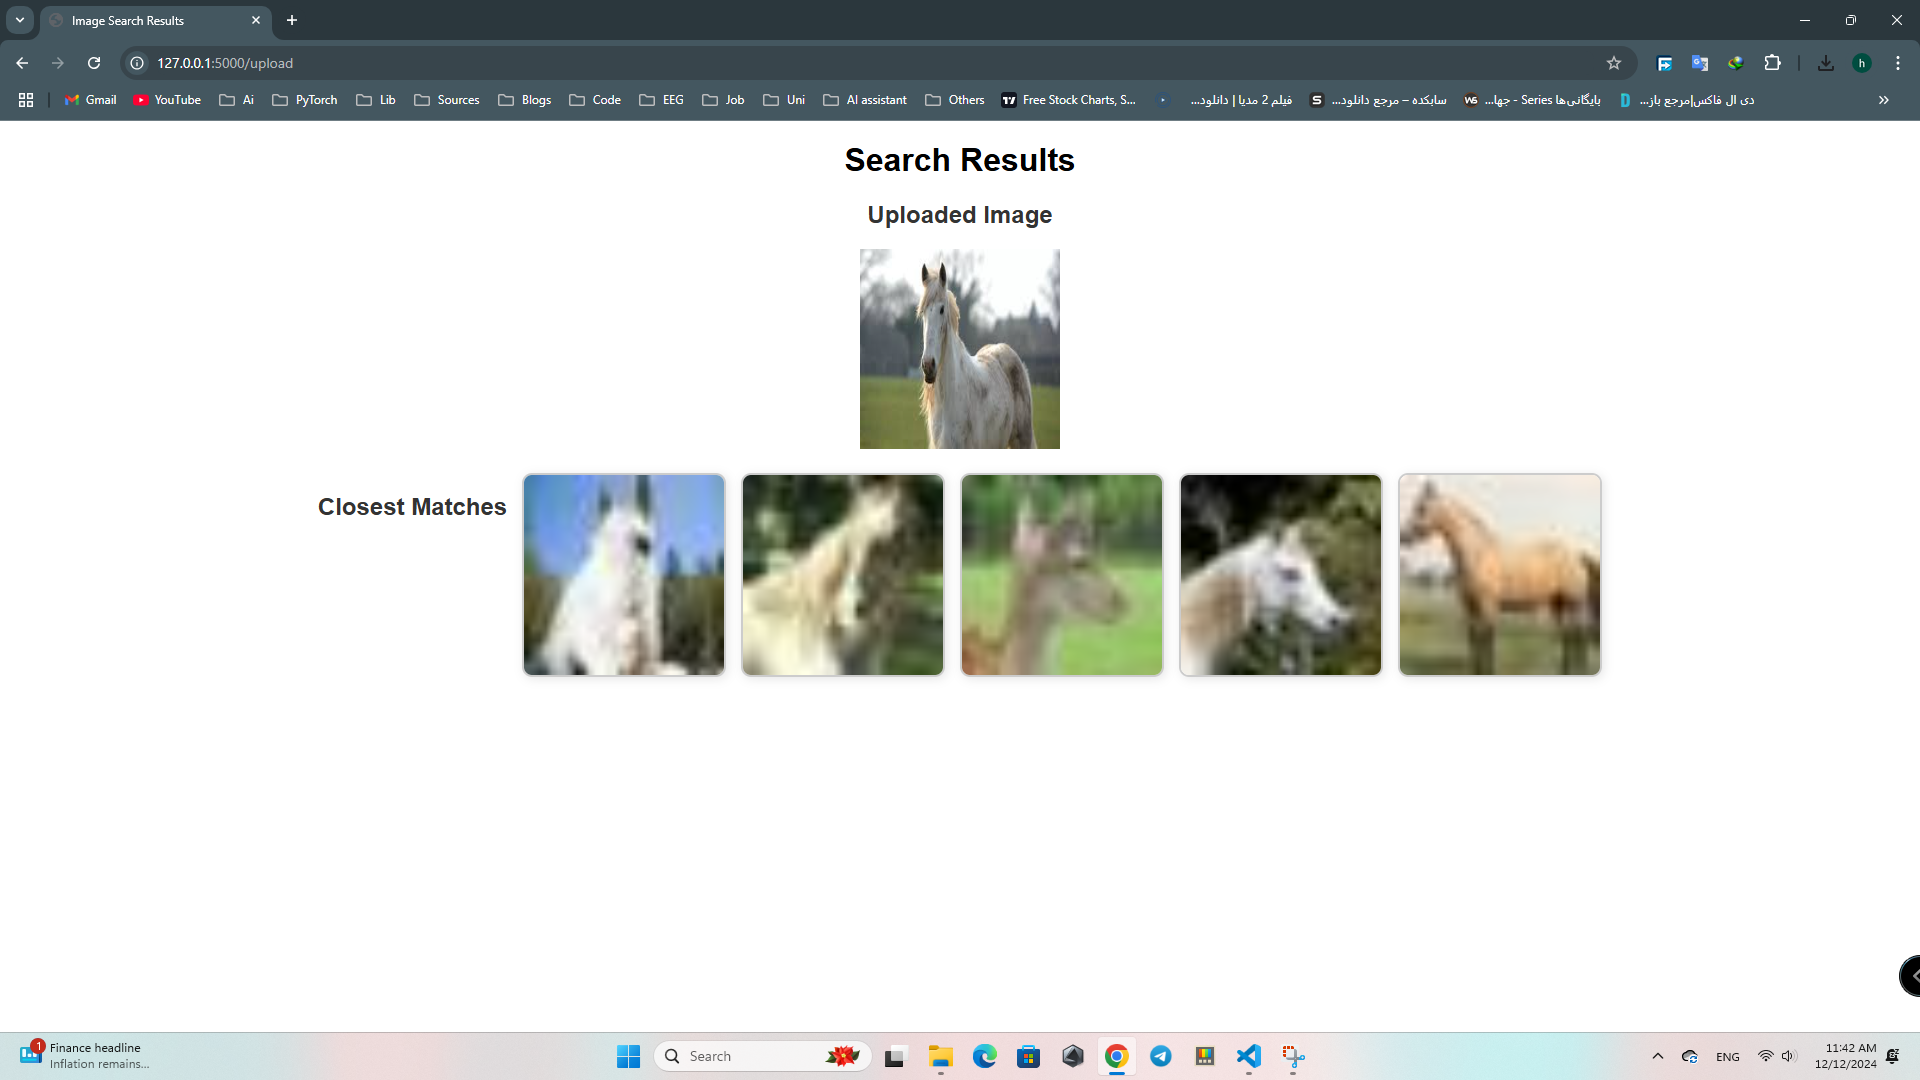 Image Search Results
127.0.0.1:5000/upload
Gmail YouTube Ai PyTorch Lib Sources Blogs Code EEG Job Uni AI assistant Others Free Stock Charts, S... فیلم 2 مدیا | دانلود... سابکده – مرجع دانلود... بایگانی‌ها Series - جها... دی ال فاکس|مرجع باز...
Search Results
Uploaded Image
Closest Matches
1
Finance headline
Inflation remains...
Search
ENG
11:42 AM
12/12/2024